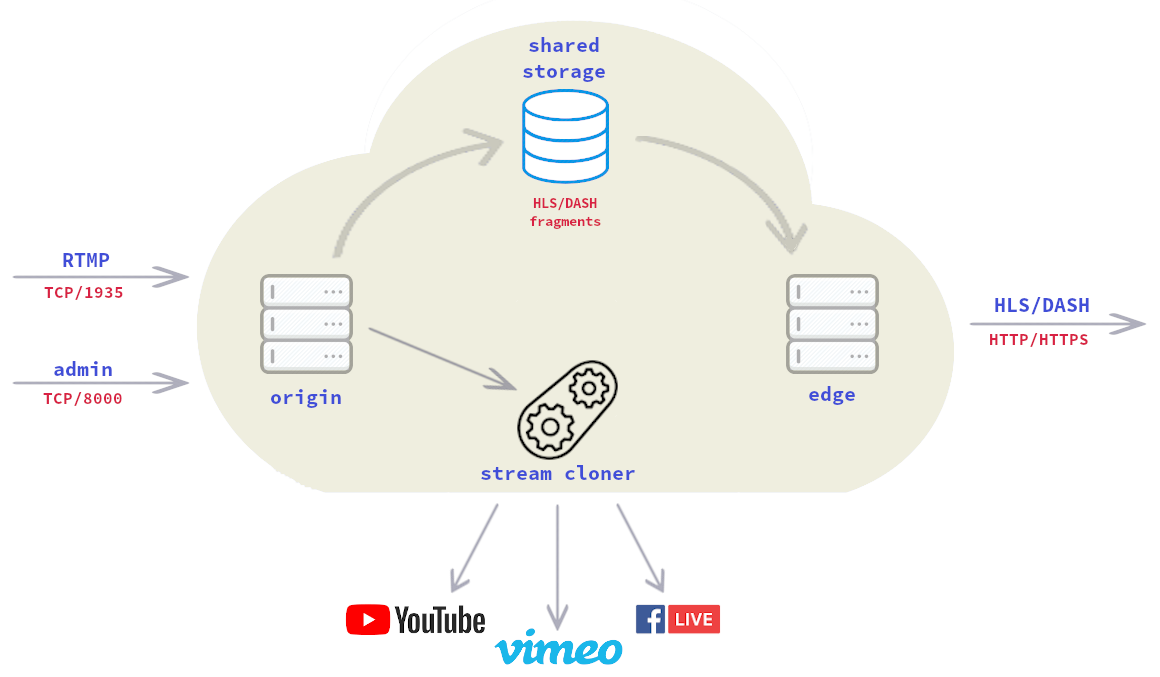 shared
storage
HLS/DASH
fragments
RTMP
TCP/1935
admin
TCP/8000
origin
edge
HLS/DASH
HTTP/HTTPS
stream cloner
YouTube
vimeo
f LIVE